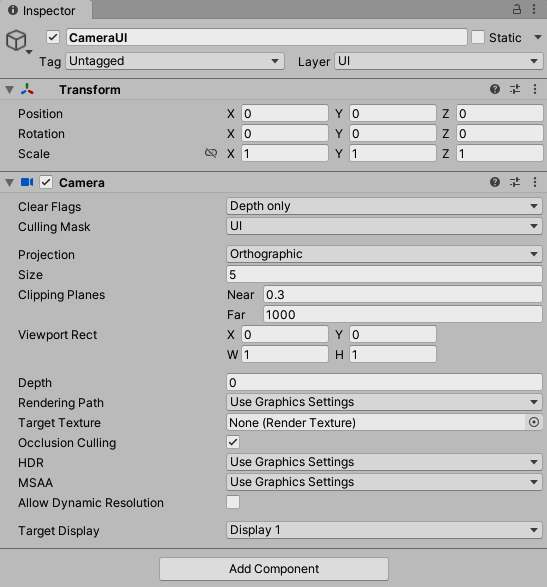 Inspector
CameraUI Static
Tag Untagged Layer UI
Transform
Position X 0 Y 0 Z 0
Rotation X 0 Y 0 Z 0
Scale X 1 Y 1 Z 1
Camera
Clear Flags Depth only
Culling Mask UI
Projection Orthographic
Size 5
Clipping Planes Near 0.3
Far 1000
Viewport Rect X 0 Y 0
W 1 H 1
Depth 0
Rendering Path Use Graphics Settings
Target Texture None (Render Texture)
Occlusion Culling
HDR Use Graphics Settings
MSAA Use Graphics Settings
Allow Dynamic Resolution
Target Display Display 1
Add Component